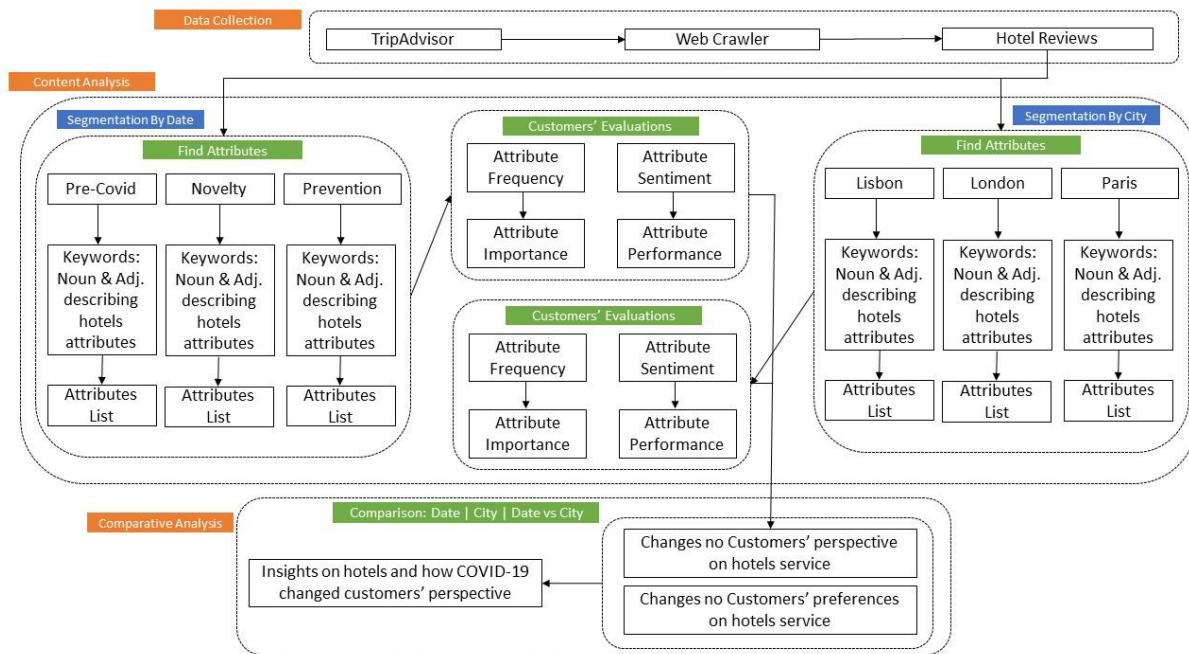 Data Collection
TripAdvisor
Web Crawler
Hotel Reviews
Content Analysis
Segmentation By Date
Find Attributes
Pre-Covid
Novelty
Prevention
Keywords:
Noun & Adj.
describing
hotels
attributes
Keywords:
Noun & Adj.
describing
hotels
attributes
Keywords:
Noun & Adj.
describing
hotels
attributes
Attributes
List
Attributes
List
Attributes
List
Customers' Evaluations
Attribute
Frequency
Attribute
Sentiment
Attribute
Importance
Attribute
Performance
Customers' Evaluations
Attribute
Frequency
Attribute
Sentiment
Attribute
Importance
Attribute
Performance
Segmentation By City
Find Attributes
Lisbon
London
Paris
Keywords:
Noun & Adj.
describing
hotels
attributes
Keywords:
Noun & Adj.
describing
hotels
attributes
Keywords:
Noun & Adj.
describing
hotels
attributes
Attributes
List
Attributes
List
Attributes
List
Comparative Analysis
Comparison: Date | City | Date vs City
Changes no Customers' perspective
on hotels service
Changes no Customers' preferences
on hotels service
Insights on hotels and how COVID-19
changed customers' perspective